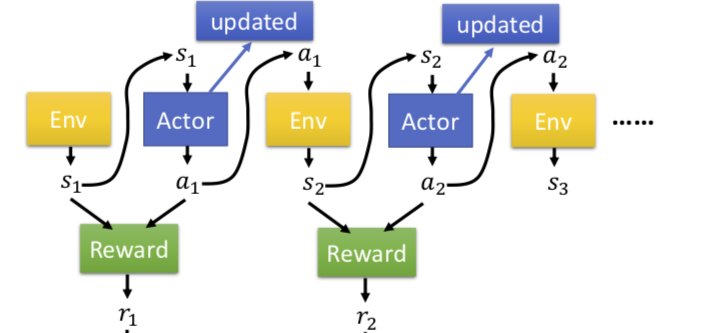 updated
updated
s₁
a₁
s₂
a₂
Env
Actor
Env
Actor
Env
......
s₁
a₁
s₂
a₂
s₃
Reward
Reward
r₁
r₂